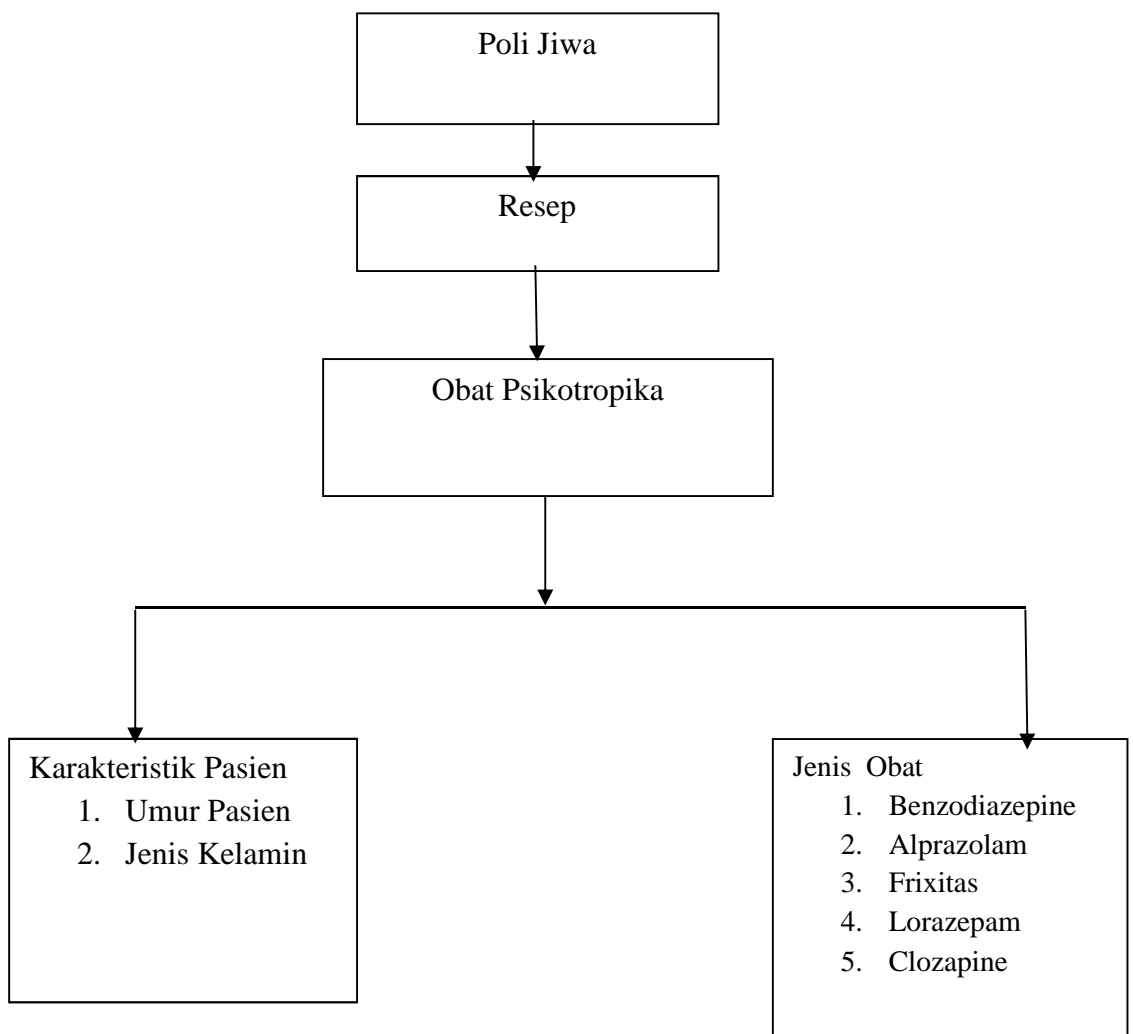 Poli Jiwa
Resep
Obat Psikotropika
Karakteristik Pasien
1. Umur Pasien
2. Jenis Kelamin
Jenis Obat
1. Benzodiazepine
2. Alprazolam
3. Frixitas
4. Lorazepam
5. Clozapine